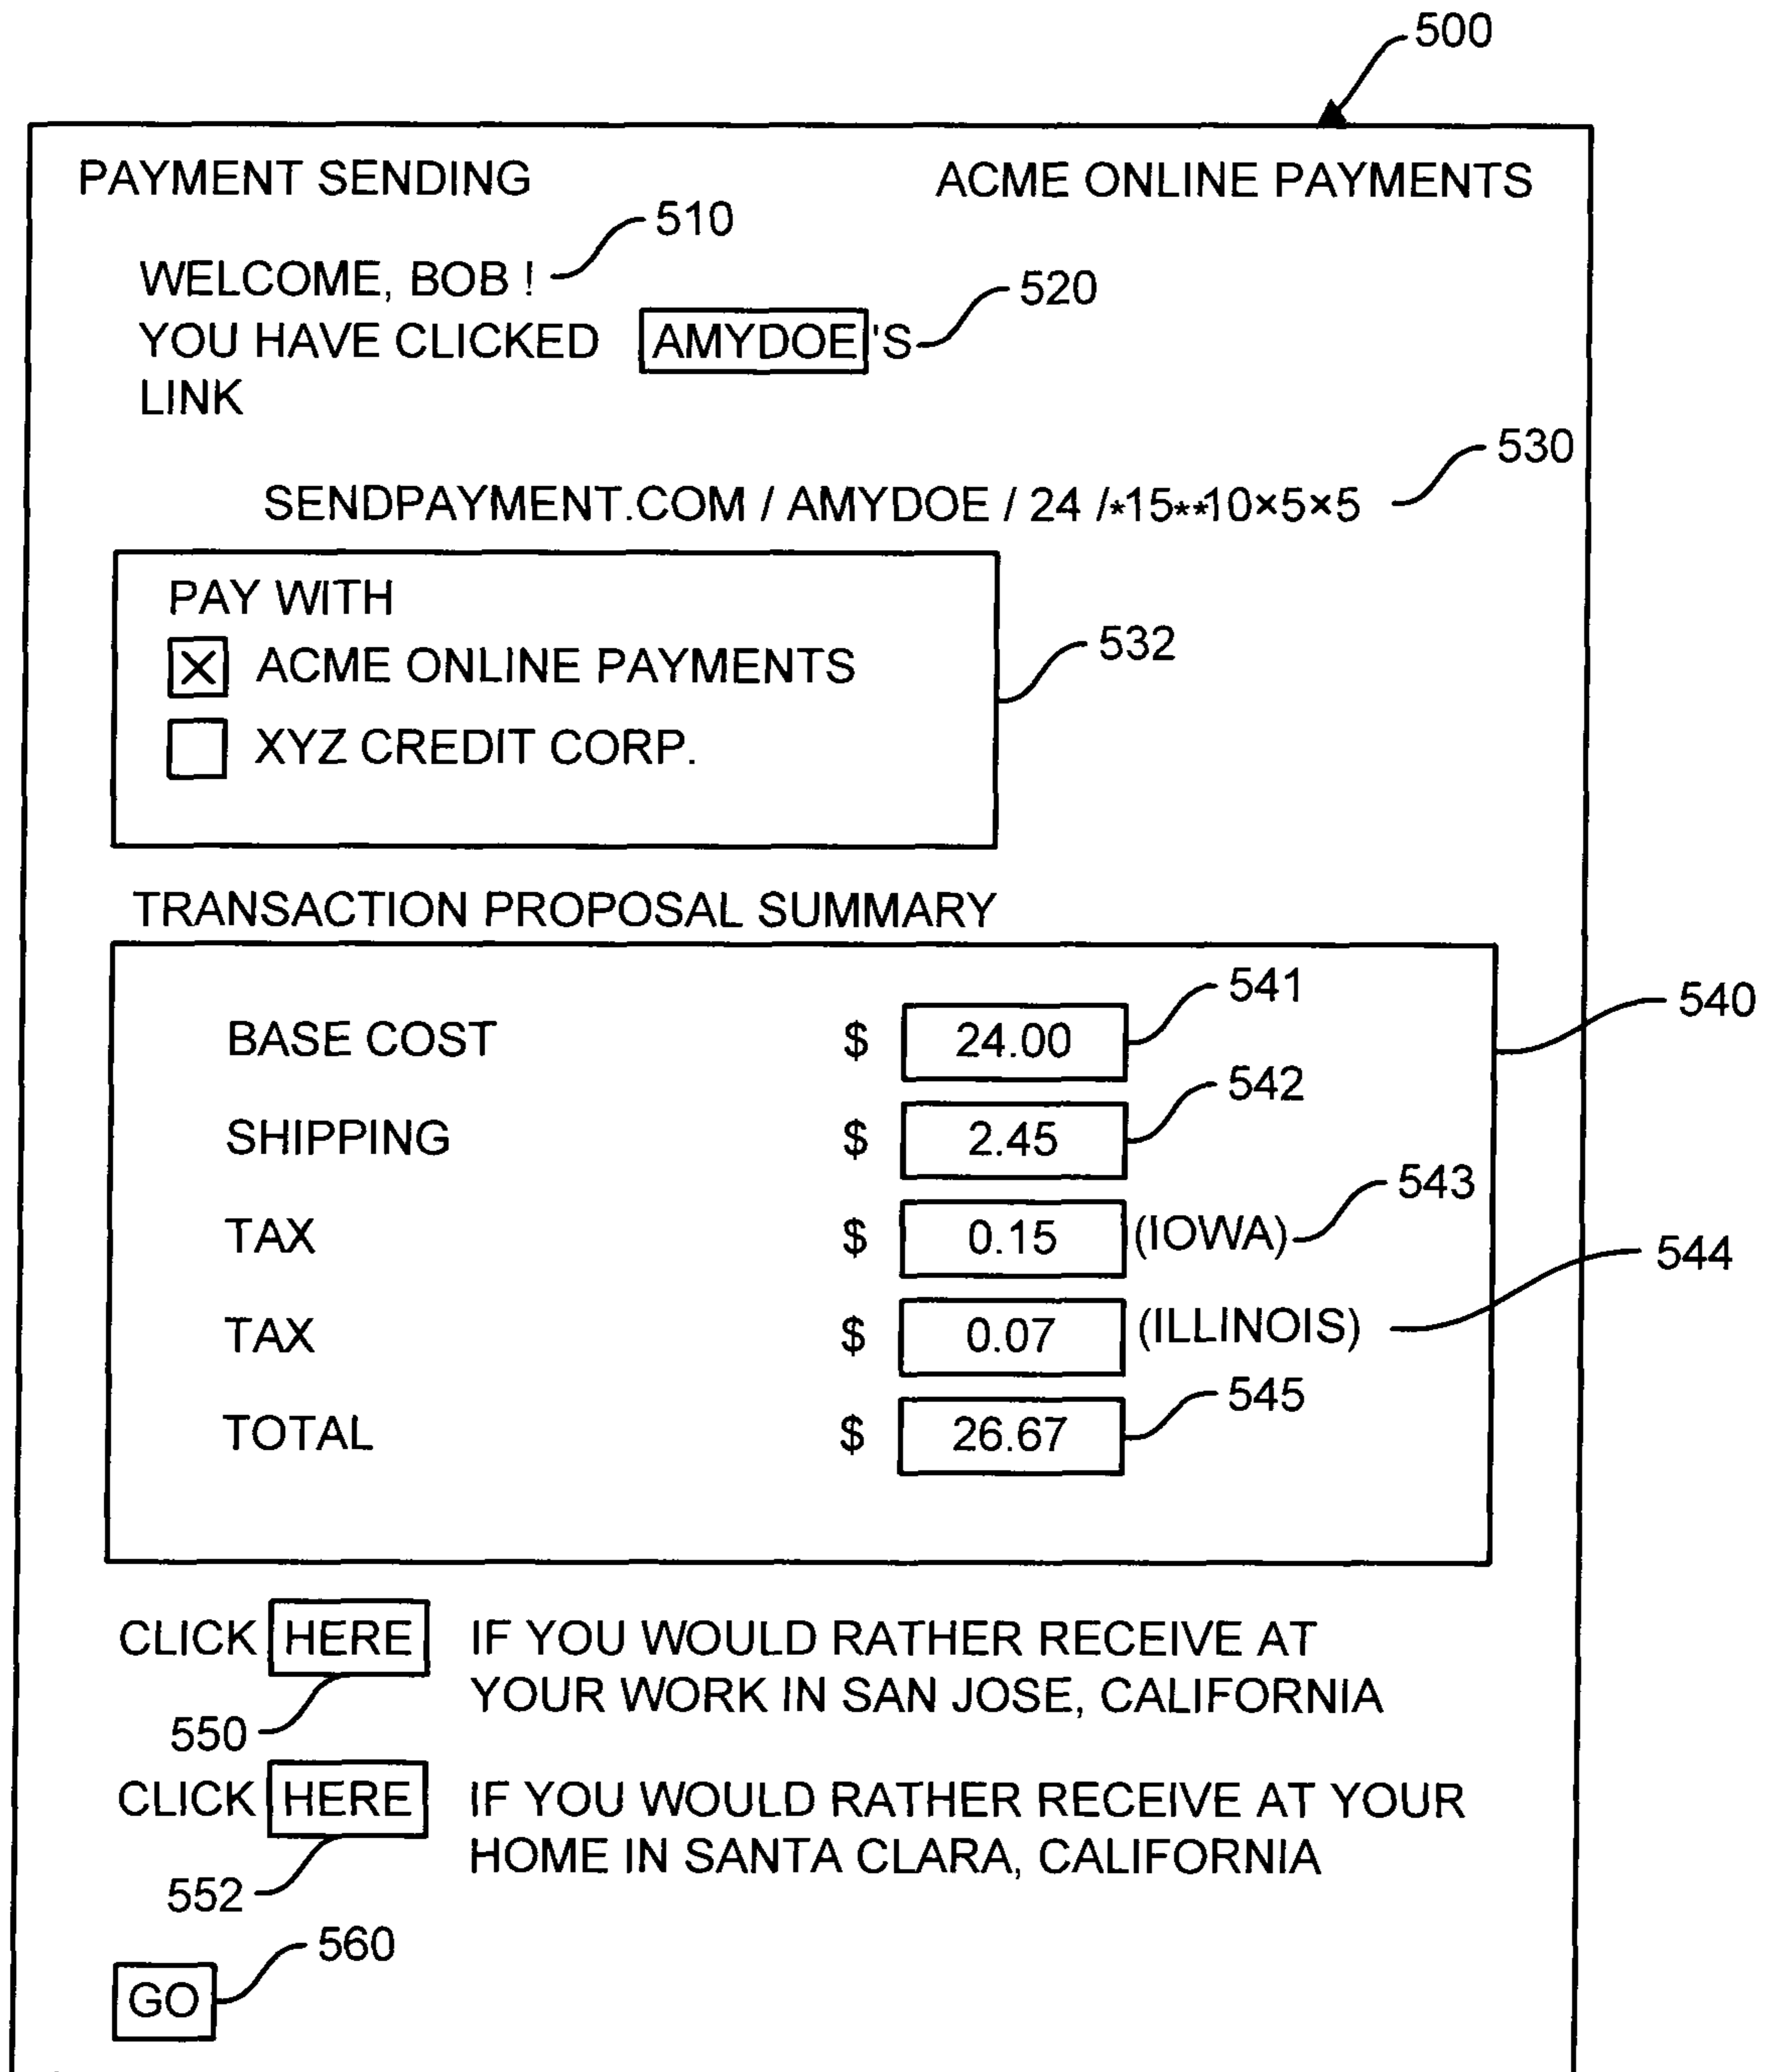 500
PAYMENT SENDING ACME ONLINE PAYMENTS
510
WELCOME, BOB !
520
YOU HAVE CLICKED AMYDOE'S
LINK
530
SENDPAYMENT.COM / AMYDOE / 24 /*15**10×5×5
PAY WITH
532
X ACME ONLINE PAYMENTS
XYZ CREDIT CORP.
TRANSACTION PROPOSAL SUMMARY
541
540
BASE COST $ 24.00
542
SHIPPING $ 2.45
543
TAX $ 0.15 (IOWA)
544
TAX $ 0.07 (ILLINOIS)
545
TOTAL $ 26.67
CLICK HERE IF YOU WOULD RATHER RECEIVE AT
YOUR WORK IN SAN JOSE, CALIFORNIA
550
CLICK HERE IF YOU WOULD RATHER RECEIVE AT YOUR
HOME IN SANTA CLARA, CALIFORNIA
552
560
GO